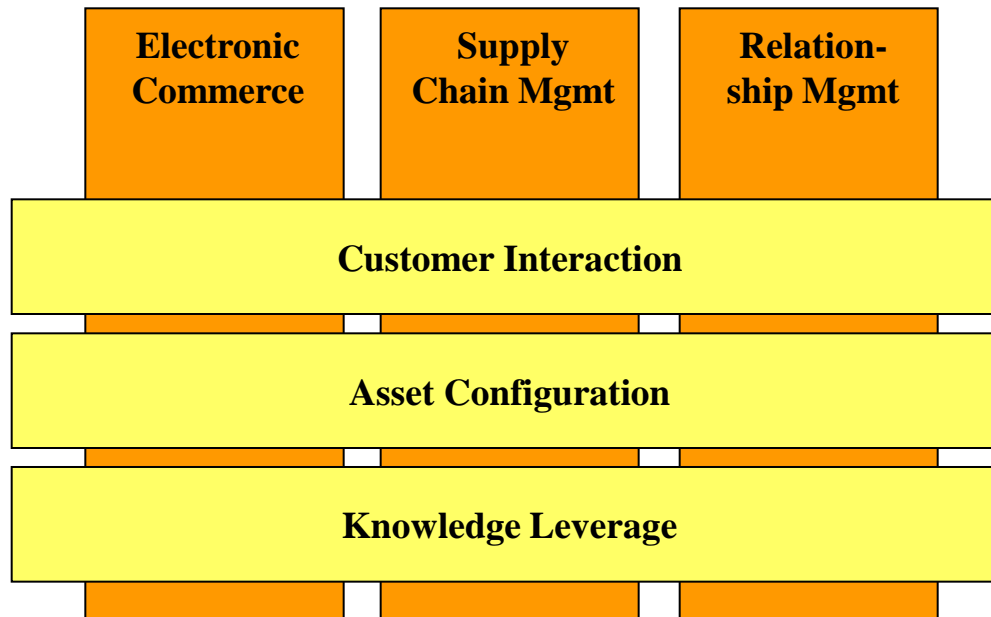 Electronic
Commerce
Supply
Chain Mgmt
Relation-
ship Mgmt
Customer Interaction
Asset Configuration
Knowledge Leverage